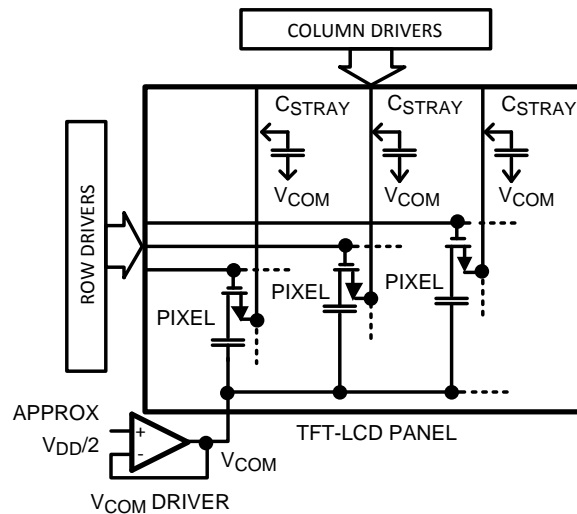 COLUMN DRIVERS
CSTRAY CSTRAY CSTRAY
VCOM VCOM VCOM
ROW DRIVERS
PIXEL PIXEL PIXEL
APPROX
VDD/2
+
-
VCOM
TFT-LCD PANEL
VCOM DRIVER